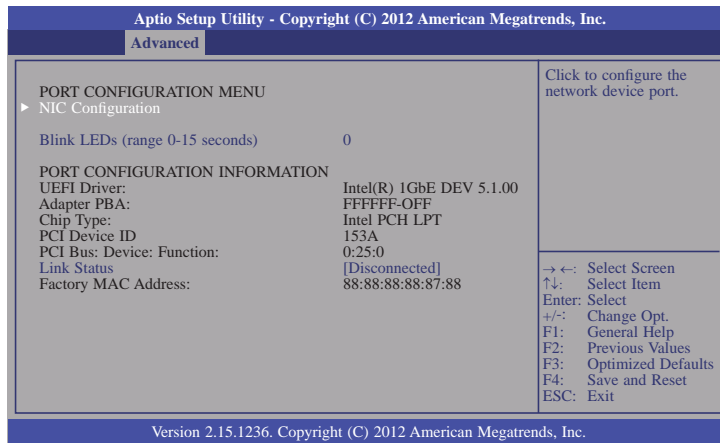 Aptio Setup Utility - Copyright (C) 2012 American Megatrends, Inc.
Advanced
PORT CONFIGURATION MENU
▶ NIC Configuration
Blink LEDs (range 0-15 seconds) 0
PORT CONFIGURATION INFORMATION
UEFI Driver: Intel(R) 1GbE DEV 5.1.00
Adapter PBA: FFFFFF-OFF
Chip Type: Intel PCH LPT
PCI Device ID 153A
PCI Bus: Device: Function: 0:25:0
Link Status [Disconnected]
Factory MAC Address: 88:88:88:88:87:88
Click to configure the
network device port.
→ ←: Select Screen
↑↓: Select Item
Enter: Select
+/-: Change Opt.
F1: General Help
F2: Previous Values
F3: Optimized Defaults
F4: Save and Reset
ESC: Exit
Version 2.15.1236. Copyright (C) 2012 American Megatrends, Inc.